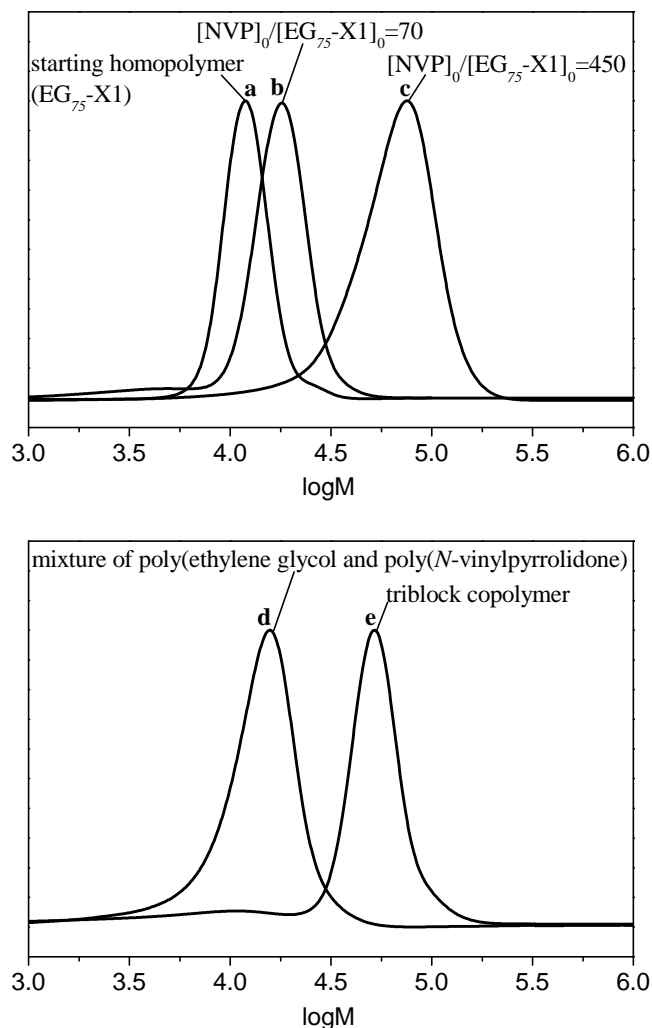 [NVP]0/[EG75-X1]0=70
starting homopolymer
(EG75-X1)
[NVP]0/[EG75-X1]0=450
a
b
c
3.0 3.5 4.0 4.5 5.0 5.5 6.0
logM
mixture of poly(ethylene glycol and poly(N-vinylpyrrolidone)
triblock copolymer
d
e
3.0 3.5 4.0 4.5 5.0 5.5 6.0
logM